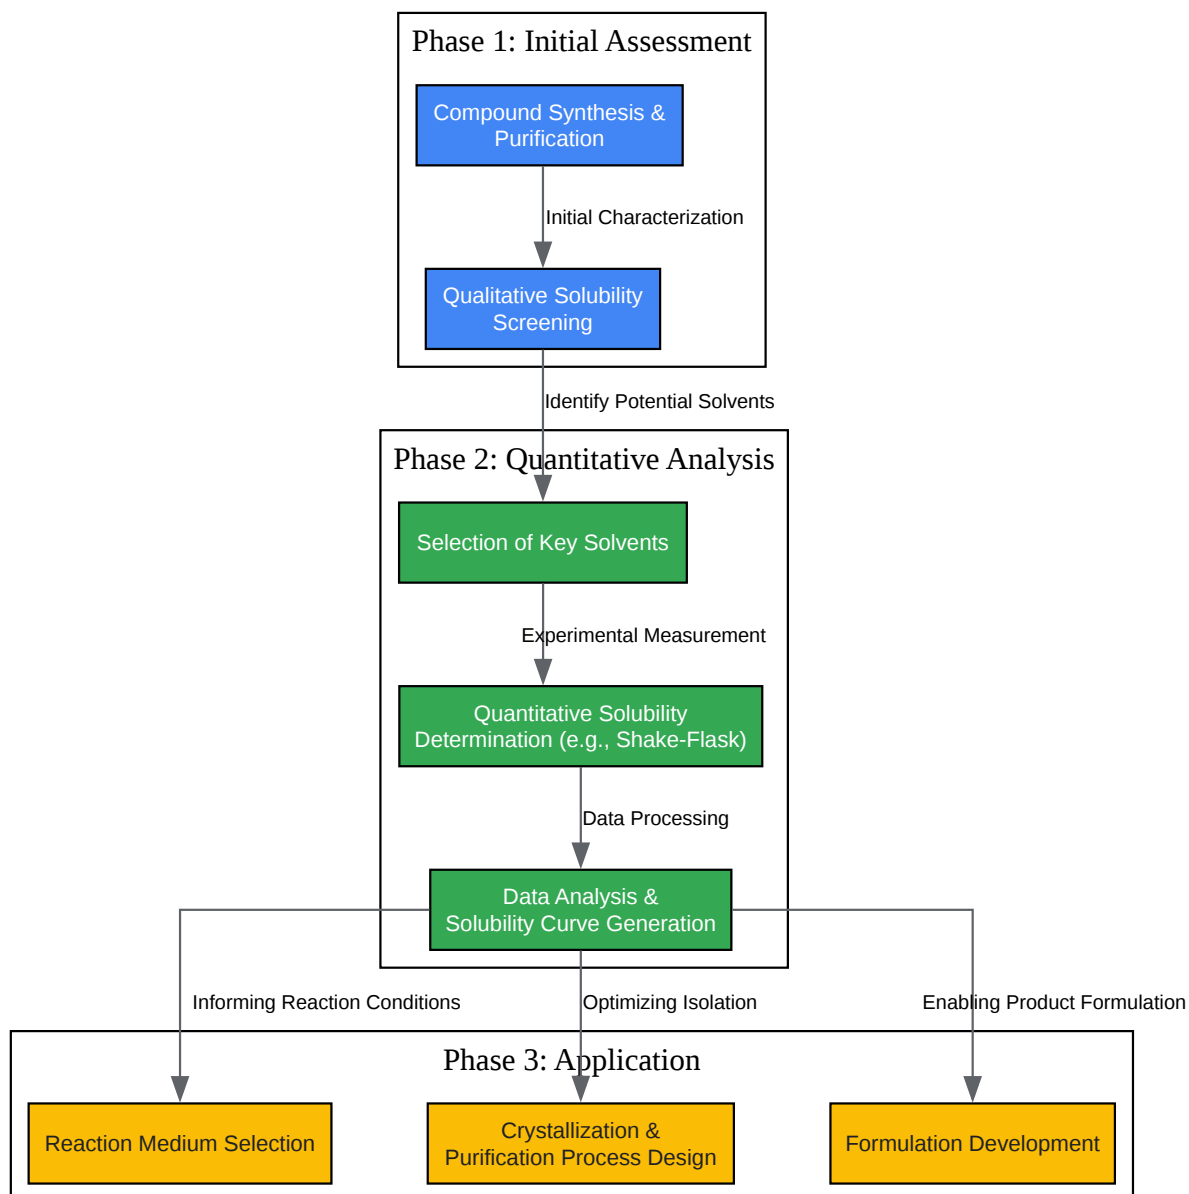 Phase 1: Initial Assessment
Compound Synthesis &
Purification
Initial Characterization
Qualitative Solubility
Screening
Identify Potential Solvents
Phase 2: Quantitative Analysis
Selection of Key Solvents
Experimental Measurement
Quantitative Solubility
Determination (e.g., Shake-Flask)
Data Processing
Data Analysis &
Solubility Curve Generation
Informing Reaction Conditions
Optimizing Isolation
Enabling Product Formulation
Phase 3: Application
Reaction Medium Selection
Crystallization &
Purification Process Design
Formulation Development